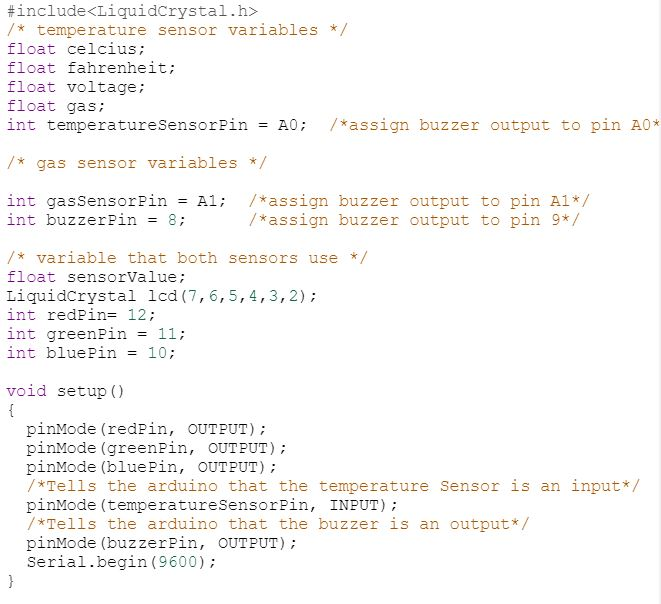 #include<LiquidCrystal.h>
/* temperature sensor variables */
float celcius;
float fahrenheit;
float voltage;
float gas;
int temperatureSensorPin = A0;  /*assign buzzer output to pin A0*
/* gas sensor variables */
int gasSensorPin = A1;  /*assign buzzer output to pin A1*/
int buzzerPin = 8;      /*assign buzzer output to pin 9*/
/* variable that both sensors use */
float sensorValue;
LiquidCrystal lcd(7,6,5,4,3,2);
int redPin= 12;
int greenPin = 11;
int bluePin = 10;
void setup()
{
  pinMode(redPin, OUTPUT);
  pinMode(greenPin, OUTPUT);
  pinMode(bluePin, OUTPUT);
  /*Tells the arduino that the temperature Sensor is an input*/
  pinMode(temperatureSensorPin, INPUT);
  /*Tells the arduino that the buzzer is an output*/
  pinMode(buzzerPin, OUTPUT);
  Serial.begin(9600);
}